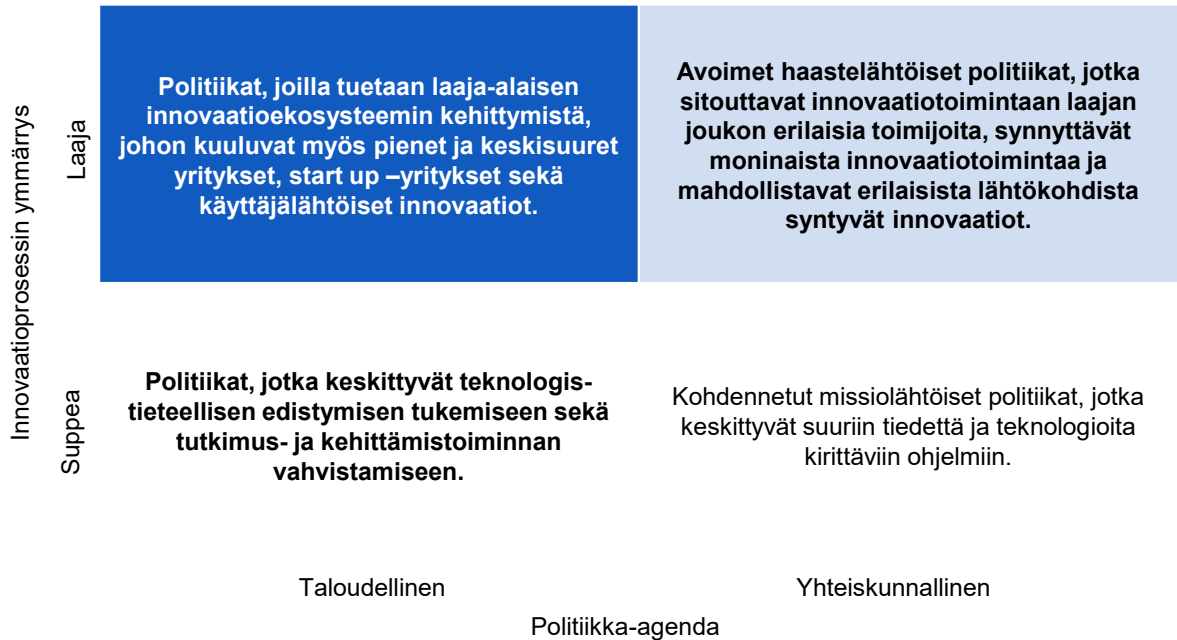 Innovaatioprosessin ymmärrys
Laaja
Politiikat, joilla tuetaan laaja-alaisen
innovaatioekosysteemin kehittymistä,
johon kuuluvat myös pienet ja keskisuuret
yritykset, start up –yritykset sekä
käyttäjälähtöiset innovaatiot.
Avoimet haastelähtöiset politiikat, jotka
sitouttavat innovaatiotoimintaan laajan
joukon erilaisia toimijoita, synnyttävät
moninaista innovaatiotoimintaa ja
mahdollistavat erilaisista lähtökohdista
syntyvät innovaatiot.
Suppea
Politiikat, jotka keskittyvät teknologis-
tieteellisen edistymisen tukemiseen sekä
tutkimus- ja kehittämistoiminnan
vahvistamiseen.
Kohdennetut missiolähtöiset politiikat, jotka
keskittyvät suuriin tiedettä ja teknologioita
kirittäviin ohjelmiin.
Taloudellinen
Yhteiskunnallinen
Politiikka-agenda